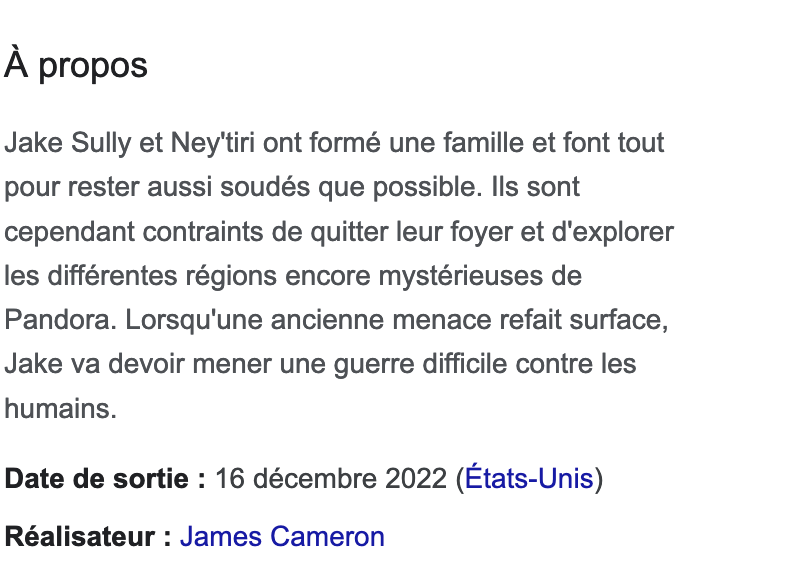 À propos
Jake Sully et Ney'tiri ont formé une famille et font tout
pour rester aussi soudés que possible. Ils sont
cependant contraints de quitter leur foyer et d'explorer
les différentes régions encore mystérieuses de
Pandora. Lorsqu'une ancienne menace refait surface,
Jake va devoir mener une guerre difficile contre les
humains.
Date de sortie : 16 décembre 2022 (États-Unis)
Réalisateur : James Cameron